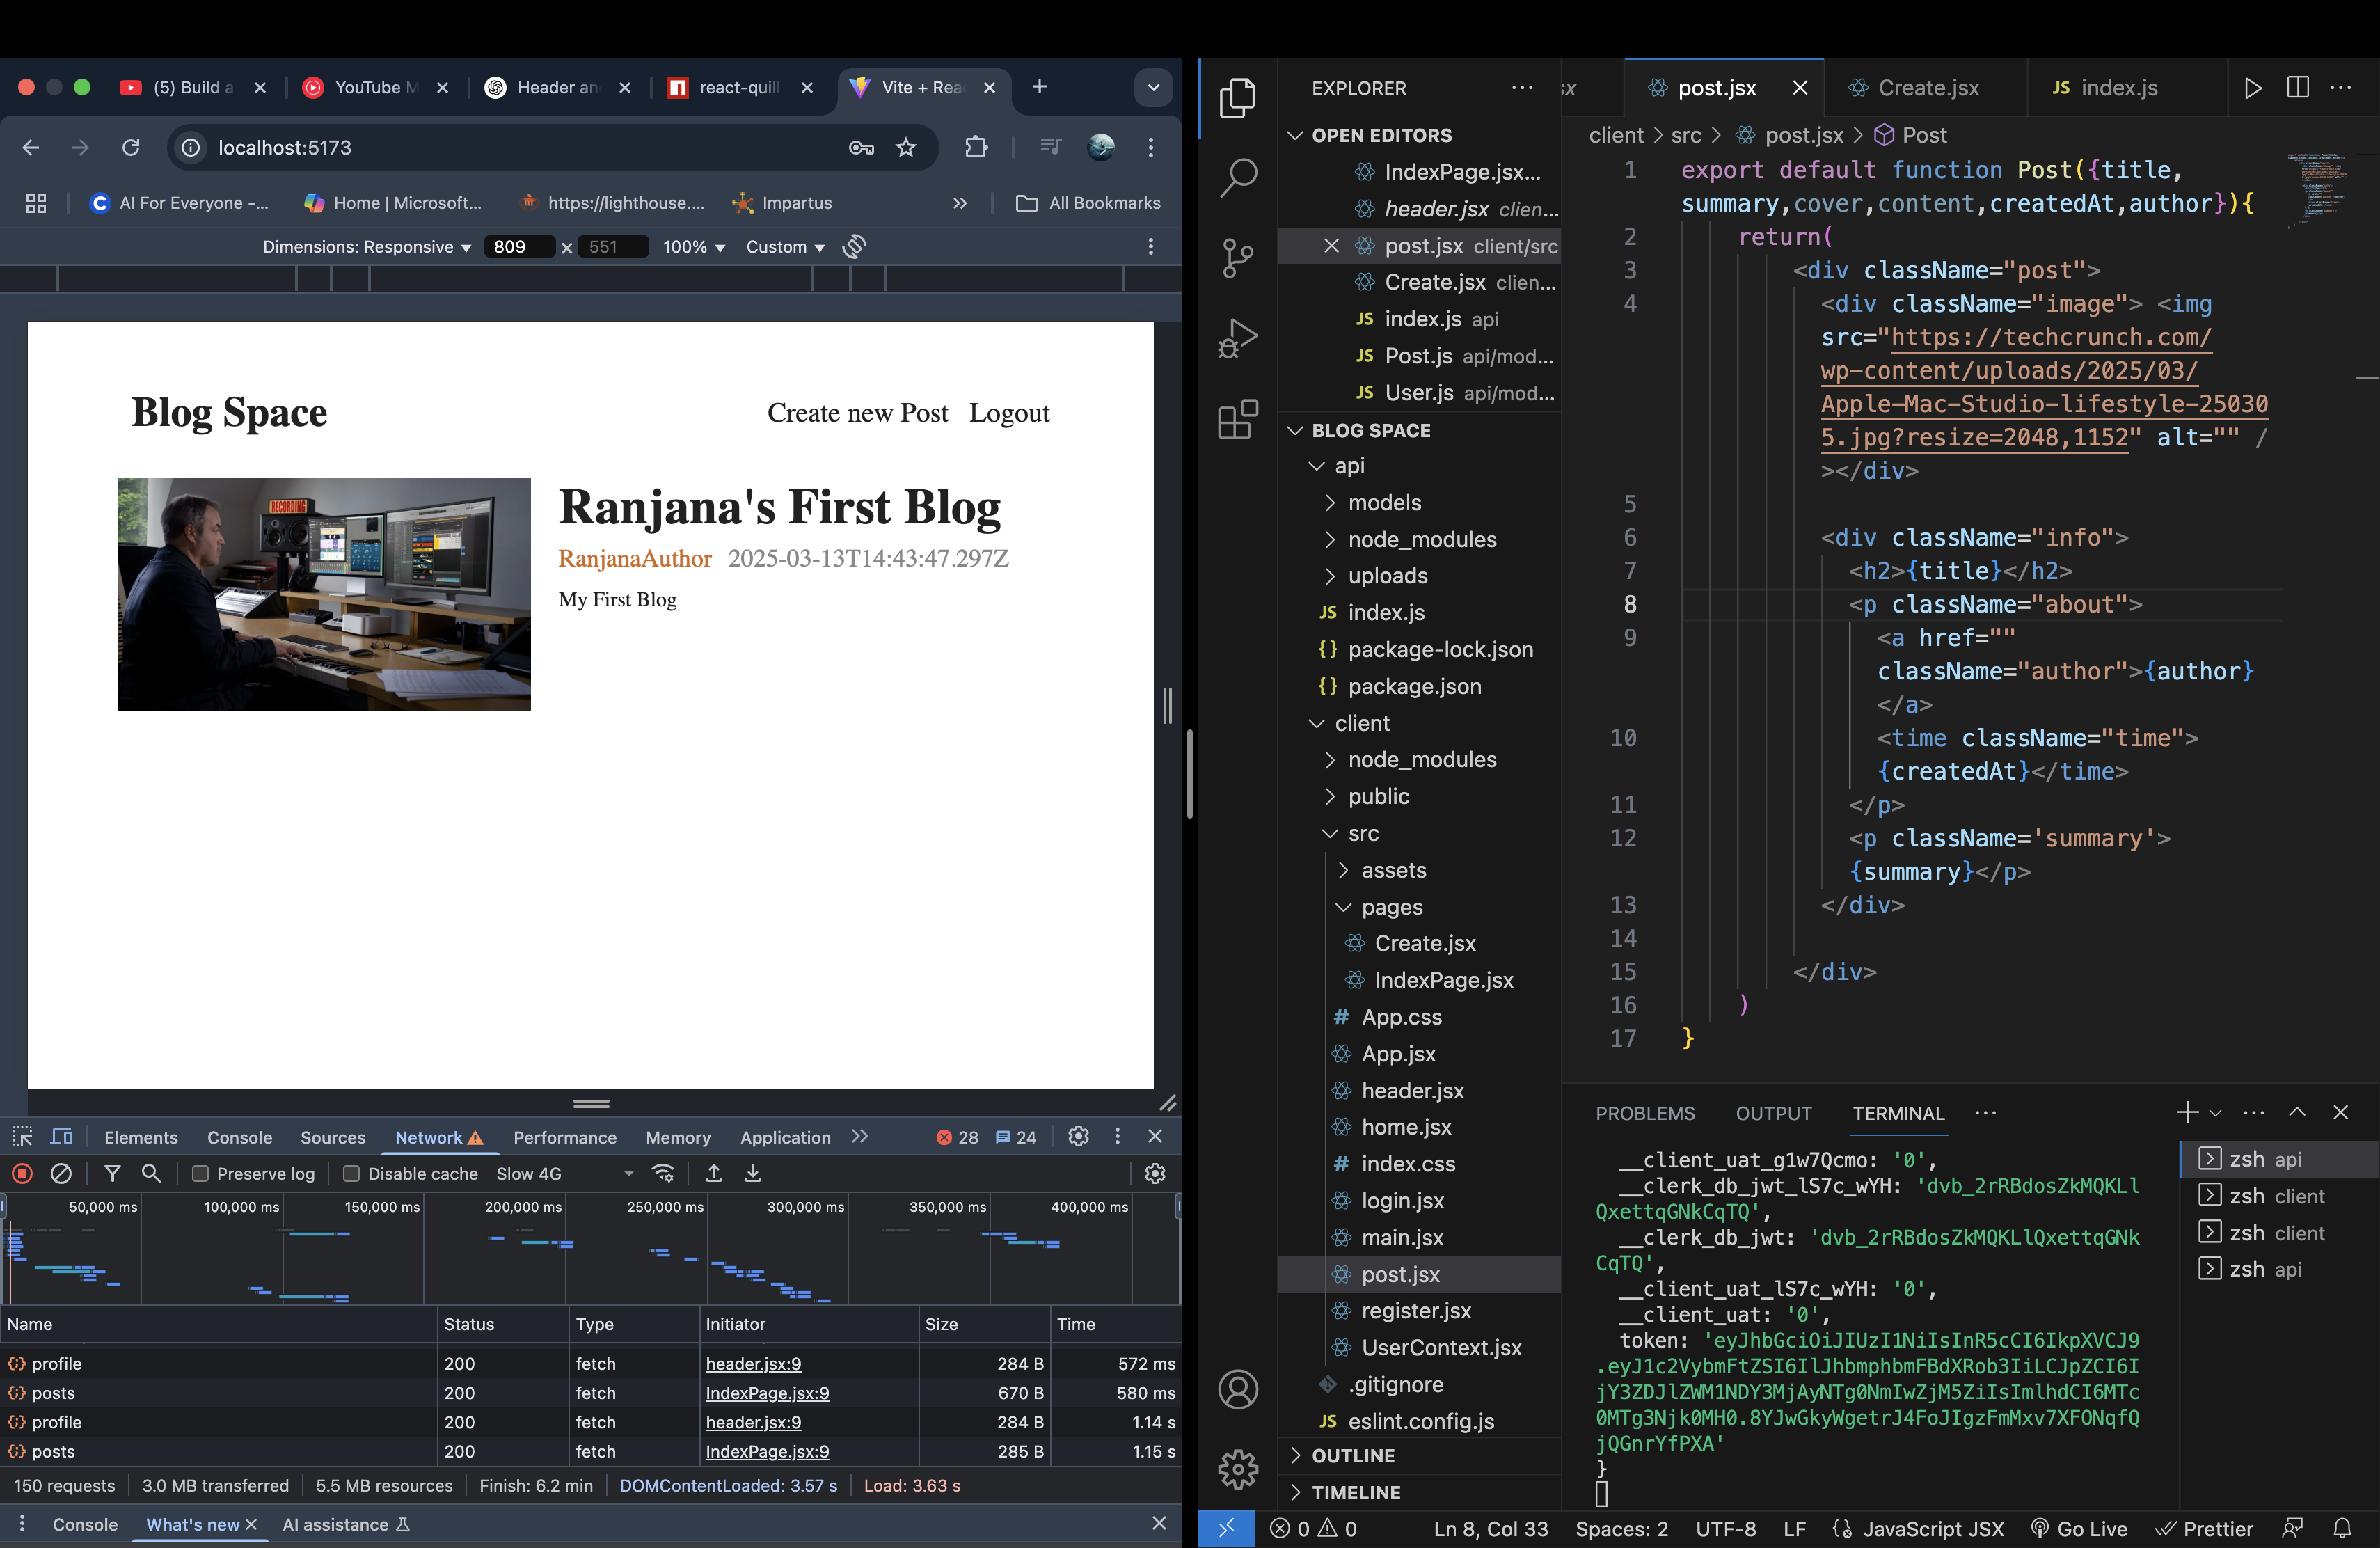 (5) Build a
YouTube M
Header an
react-quill
Vite + Rea
localhost:5173
AI For Everyone -...
Home | Microsoft...
https://lighthouse....
Impartus
»
All Bookmarks
Dimensions: Responsive
809 × 551
100%
Custom
Blog Space
Create new Post Logout
RECORDING
Ranjana's First Blog
RanjanaAuthor 2025-03-13T14:43:47.297Z
My First Blog
Elements Console Sources Network Performance Memory Application
28 24
Preserve log Disable cache Slow 4G
50,000 ms 100,000 ms 150,000 ms 200,000 ms 250,000 ms 300,000 ms 350,000 ms 400,000 ms
Name Status Type Initiator Size Time
profile 200 fetch header.jsx:9 284 B 572 ms
posts 200 fetch IndexPage.jsx:9 670 B 580 ms
profile 200 fetch header.jsx:9 284 B 1.14 s
posts 200 fetch IndexPage.jsx:9 285 B 1.15 s
150 requests 3.0 MB transferred 5.5 MB resources Finish: 6.2 min DOMContentLoaded: 3.57 s Load: 3.63 s
Console What's new AI assistance
EXPLORER
OPEN EDITORS
IndexPage.jsx...
header.jsx clien...
post.jsx client/src
Create.jsx clien...
JS index.js api
JS Post.js api/mod...
JS User.js api/mod...
BLOG SPACE
api
models
node_modules
uploads
JS index.js
{} package-lock.json
{} package.json
client
node_modules
public
src
assets
pages
Create.jsx
IndexPage.jsx
# App.css
App.jsx
header.jsx
home.jsx
# index.css
login.jsx
main.jsx
post.jsx
register.jsx
UserContext.jsx
.gitignore
JS eslint.config.js
OUTLINE
TIMELINE
sx
post.jsx
Create.jsx
JS index.js
client > src > post.jsx > Post
1 export default function Post({title,
summary,cover,content,createdAt,author}){
2 return(
3 <div className="post">
4 <div className="image"> <img
src="https://techcrunch.com/
wp-content/uploads/2025/03/
Apple-Mac-Studio-lifestyle-25030
5.jpg?resize=2048,1152" alt="" /
></div>
5
6 <div className="info">
7 <h2>{title}</h2>
8 <p className="about">
9 <a href=""
className="author">{author}
</a>
10 <time className="time">
{createdAt}</time>
11 </p>
12 <p className='summary'>
{summary}</p>
13 </div>
14
15 </div>
16 )
17 }
PROBLEMS OUTPUT TERMINAL
__client_uat_g1w7Qcmo: '0',
__clerk_db_jwt_lS7c_wYH: 'dvb_2rRBdosZkMQKLl
QxettqGNkCqTQ',
__clerk_db_jwt: 'dvb_2rRBdosZkMQKLlQxettqGNk
CqTQ',
__client_uat_lS7c_wYH: '0',
__client_uat: '0',
token: 'eyJhbGciOiJIUzI1NiIsInR5cCI6IkpXVCJ9
.eyJ1c2VybmFtZSI6IlJhbmphbmFBdXRob3IiLCJpZCI6I
jY3ZDJlZWM1NDY3MjAyNTg0NmIwZjM5ZiIsImlhdCI6MTc
0MTg3Njk0MH0.8YJwGkyWgetrJ4FoJIgzFmMxv7XFONqfQ
jQGnrYfPXA'
}
zsh api
zsh client
zsh client
zsh api
0 0
Ln 8, Col 33 Spaces: 2 UTF-8 LF JavaScript JSX Go Live Prettier